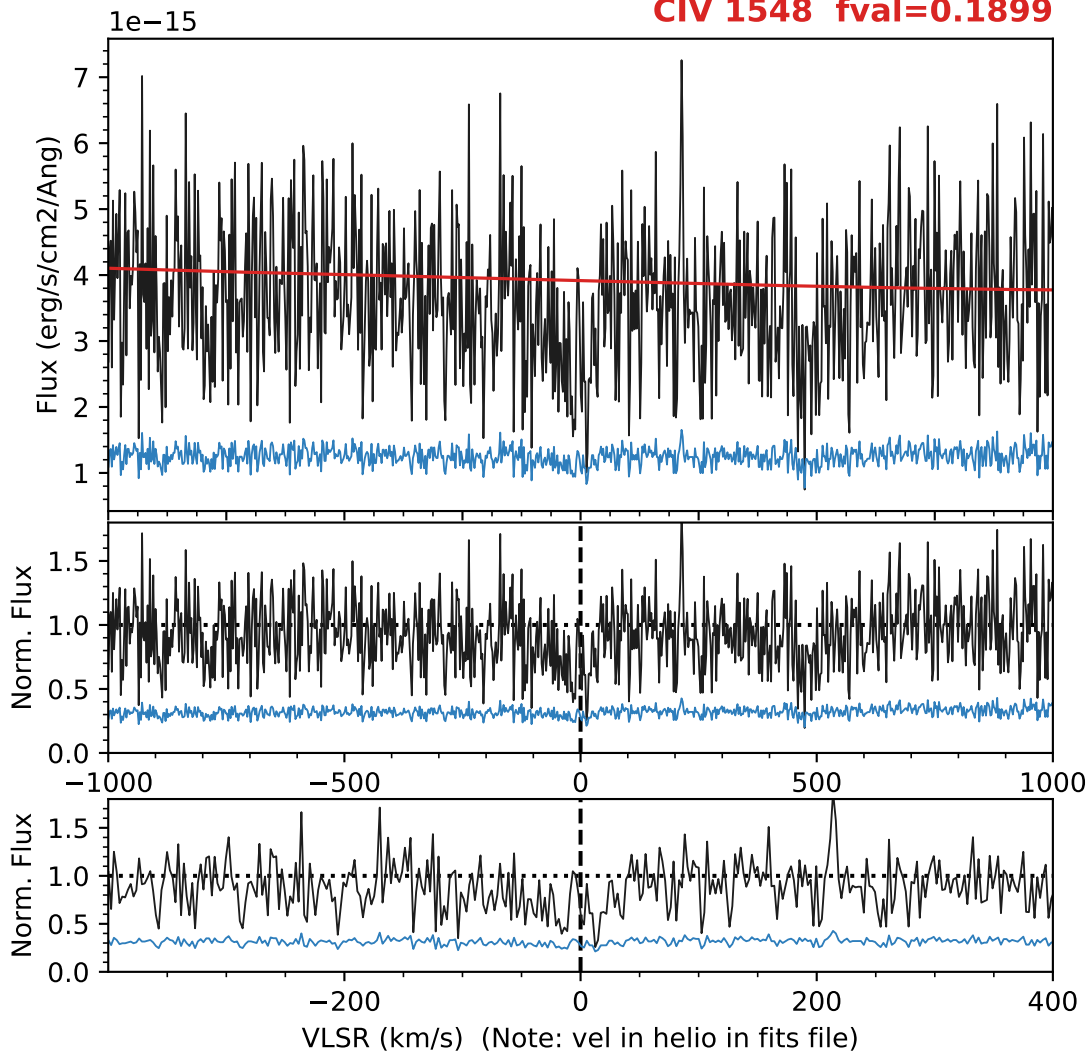 CIV 1548 fval=0.1899
1e−15
7
6
5
4
3
2
1
Flux (erg/s/cm2/Ang)
1.5
1.0
0.5
0.0
Norm. Flux
−1000 −500 0 500 1000
1.5
1.0
0.5
0.0
Norm. Flux
−200 0 200 400
VLSR (km/s) (Note: vel in helio in fits file)